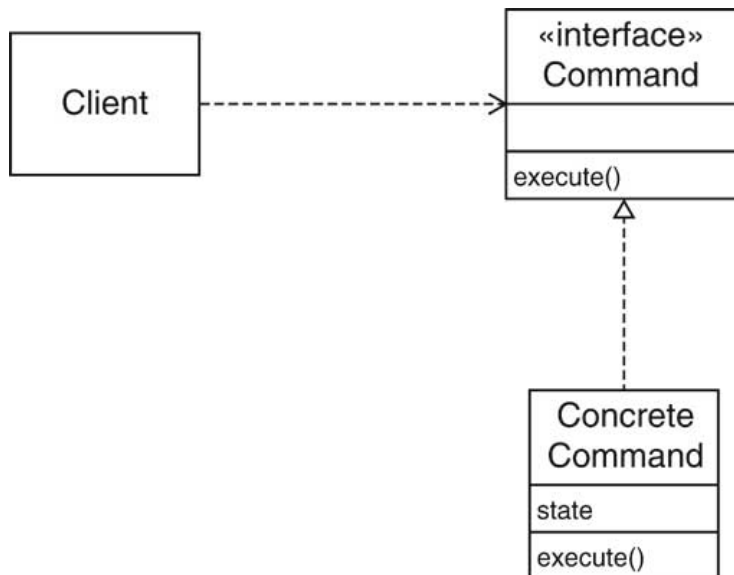 Client
«interface»
Command
execute()
Concrete
Command
state
execute()